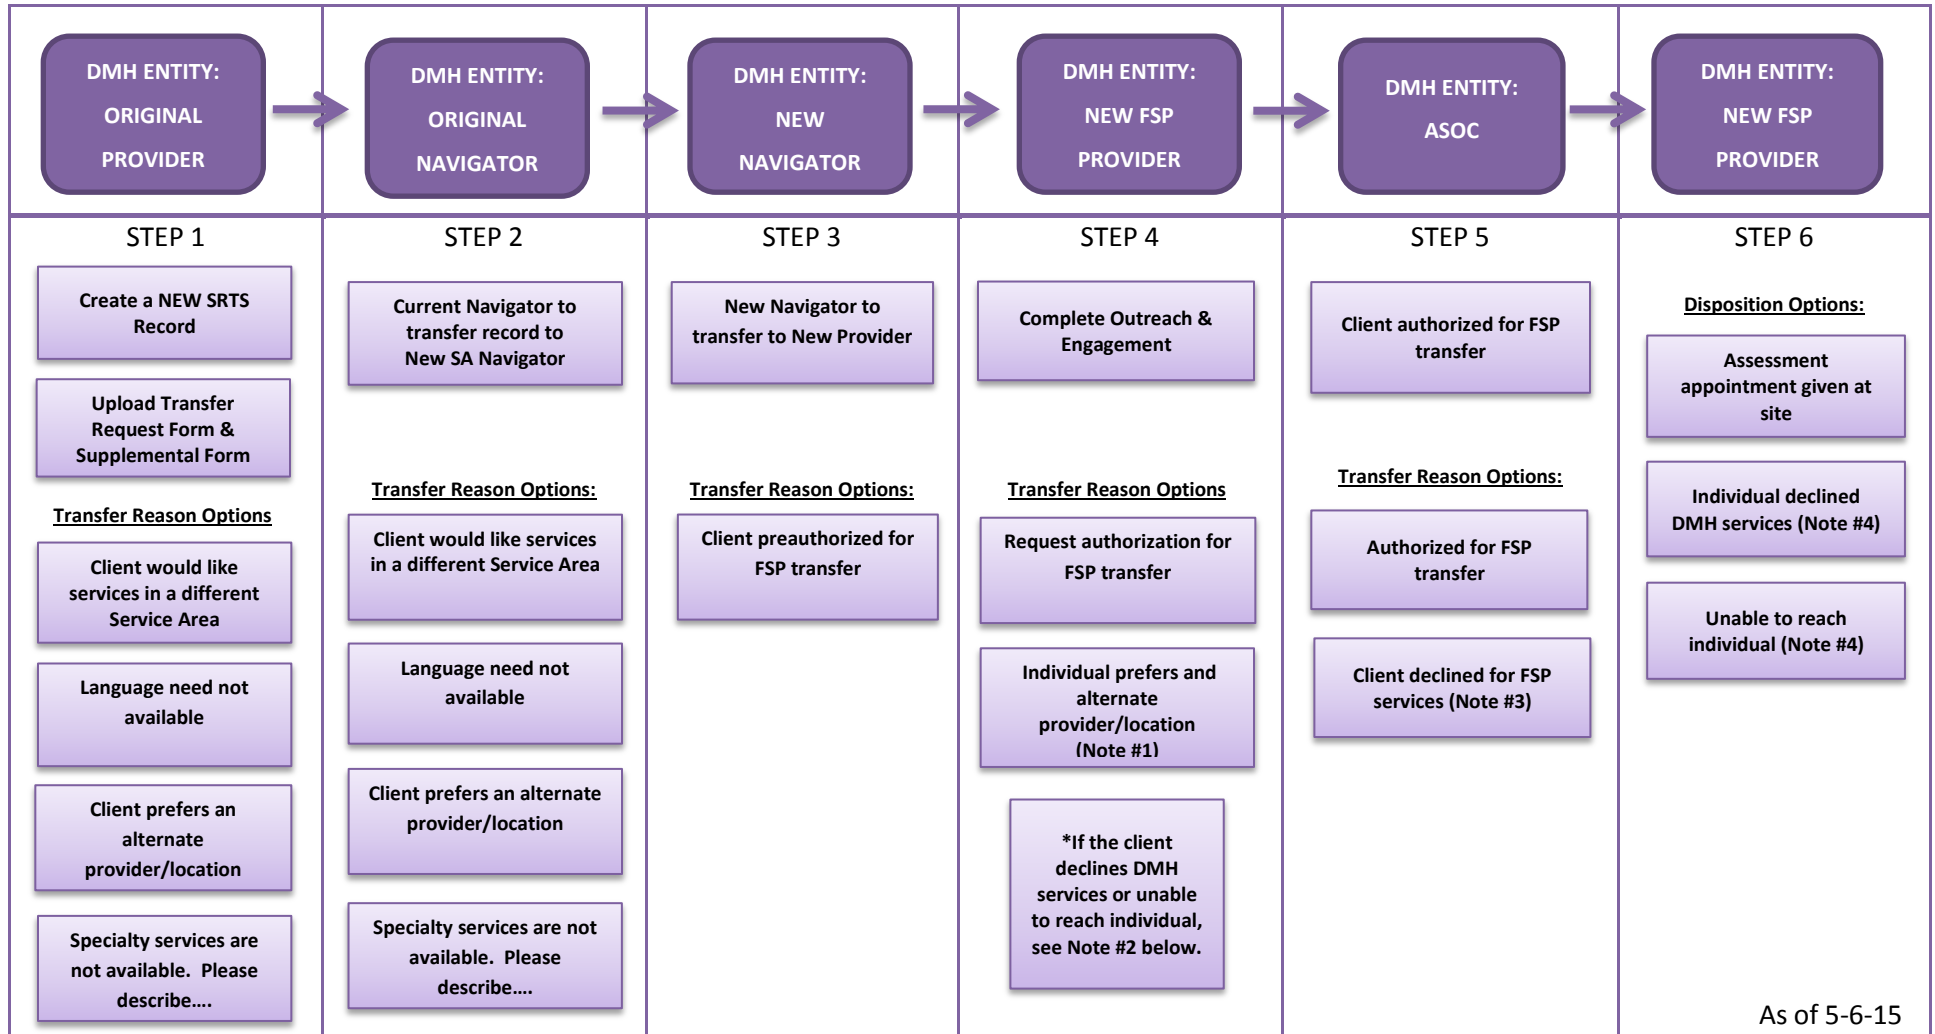 DMH ENTITY:
ORIGINAL
PROVIDER
DMH ENTITY:
ORIGINAL
NAVIGATOR
DMH ENTITY:
NEW
NAVIGATOR
DMH ENTITY:
NEW FSP
PROVIDER
DMH ENTITY:
ASOC
DMH ENTITY:
NEW FSP
PROVIDER
STEP 1
Create a NEW SRTS
Record
Upload Transfer
Request Form &
Supplemental Form
Transfer Reason Options
Client would like
services in a different
Service Area
Language need not
available
Client prefers an
alternate
provider/location
Specialty services are
not available.  Please
describe….
STEP 2
Current Navigator to
transfer record to
New SA Navigator
Transfer Reason Options:
Client would like services
in a different Service Area
Language need not
available
Client prefers an alternate
provider/location
Specialty services are not
available.  Please
describe….
STEP 3
New Navigator to
transfer to New Provider
Transfer Reason Options:
Client preauthorized for
FSP transfer
STEP 4
Complete Outreach &
Engagement
Transfer Reason Options
Request authorization for
FSP transfer
Individual prefers and
alternate
provider/location
(Note #1)
*If the client
declines DMH
services or unable
to reach individual,
see Note #2 below.
STEP 5
Client authorized for FSP
transfer
Transfer Reason Options:
Authorized for FSP
transfer
Client declined for FSP
services (Note #3)
STEP 6
Disposition Options:
Assessment
appointment given at
site
Individual declined
DMH services (Note #4)
Unable to reach
individual (Note #4)
As of 5-6-15